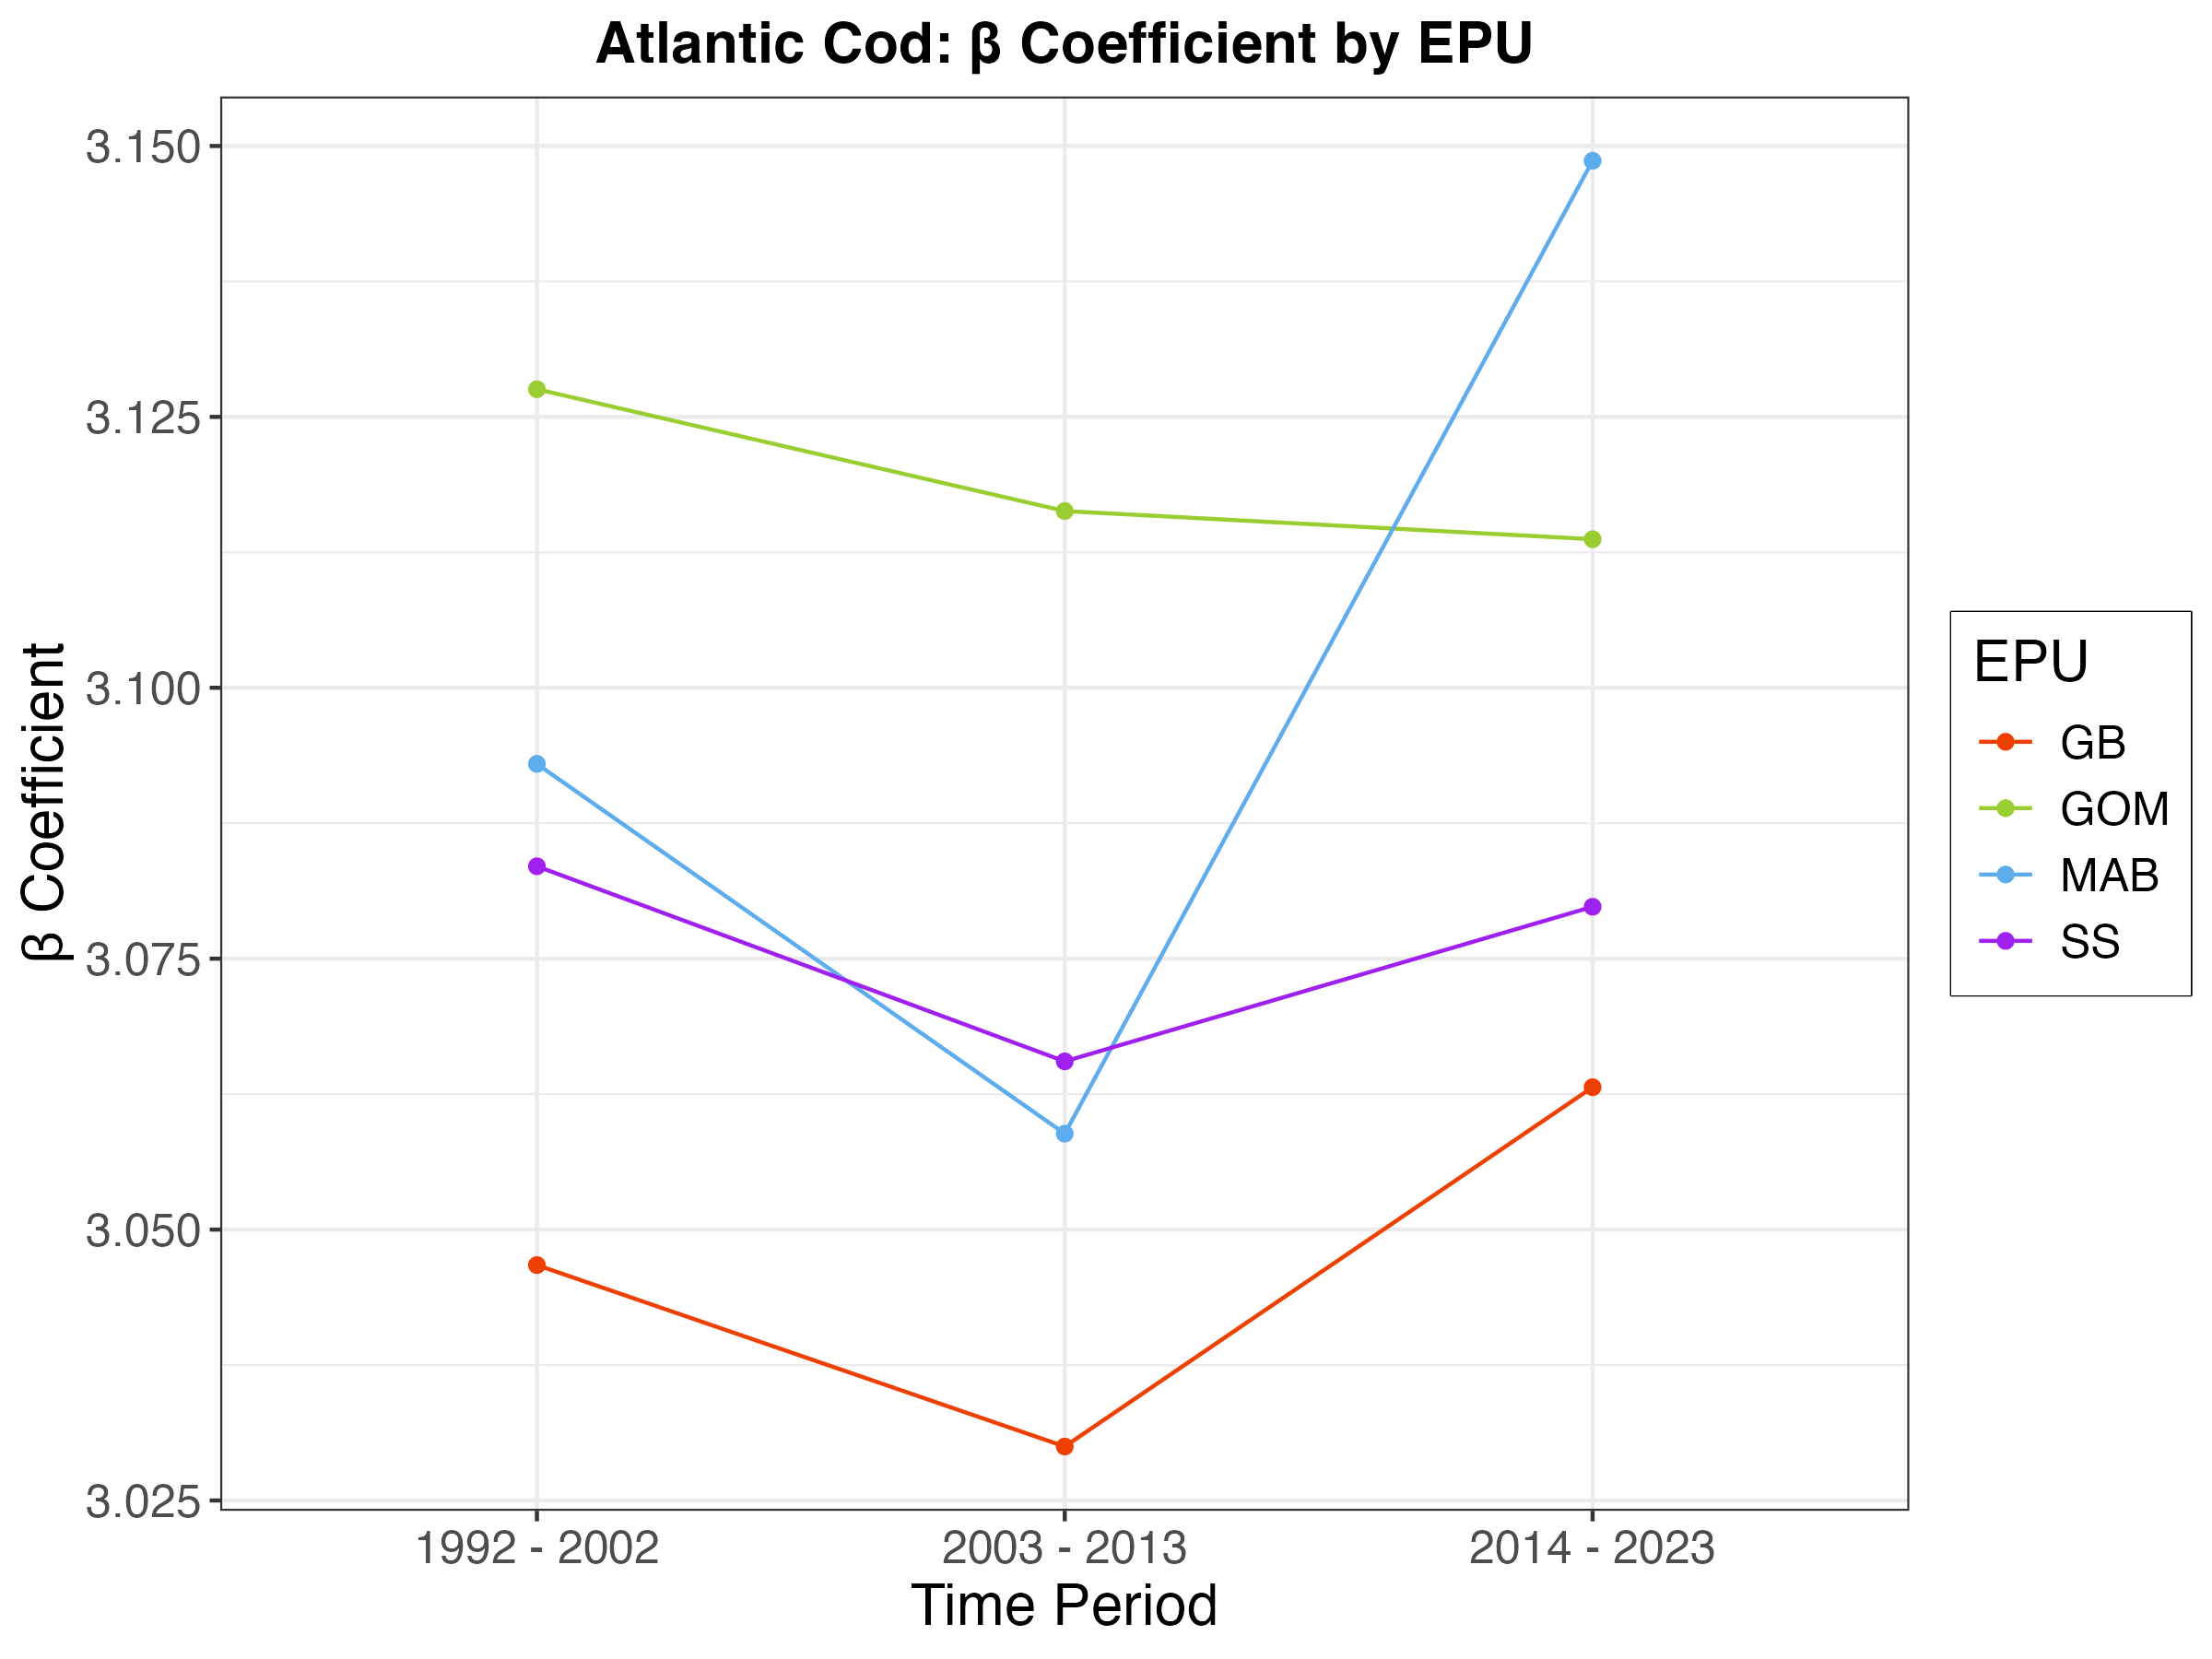 Atlantic Cod: β Coefficient by EPU
β Coefficient
3.150
3.125
3.100
3.075
3.050
3.025
1992 - 2002
2003 - 2013
2014 - 2023
Time Period
EPU
GB
GOM
MAB
SS